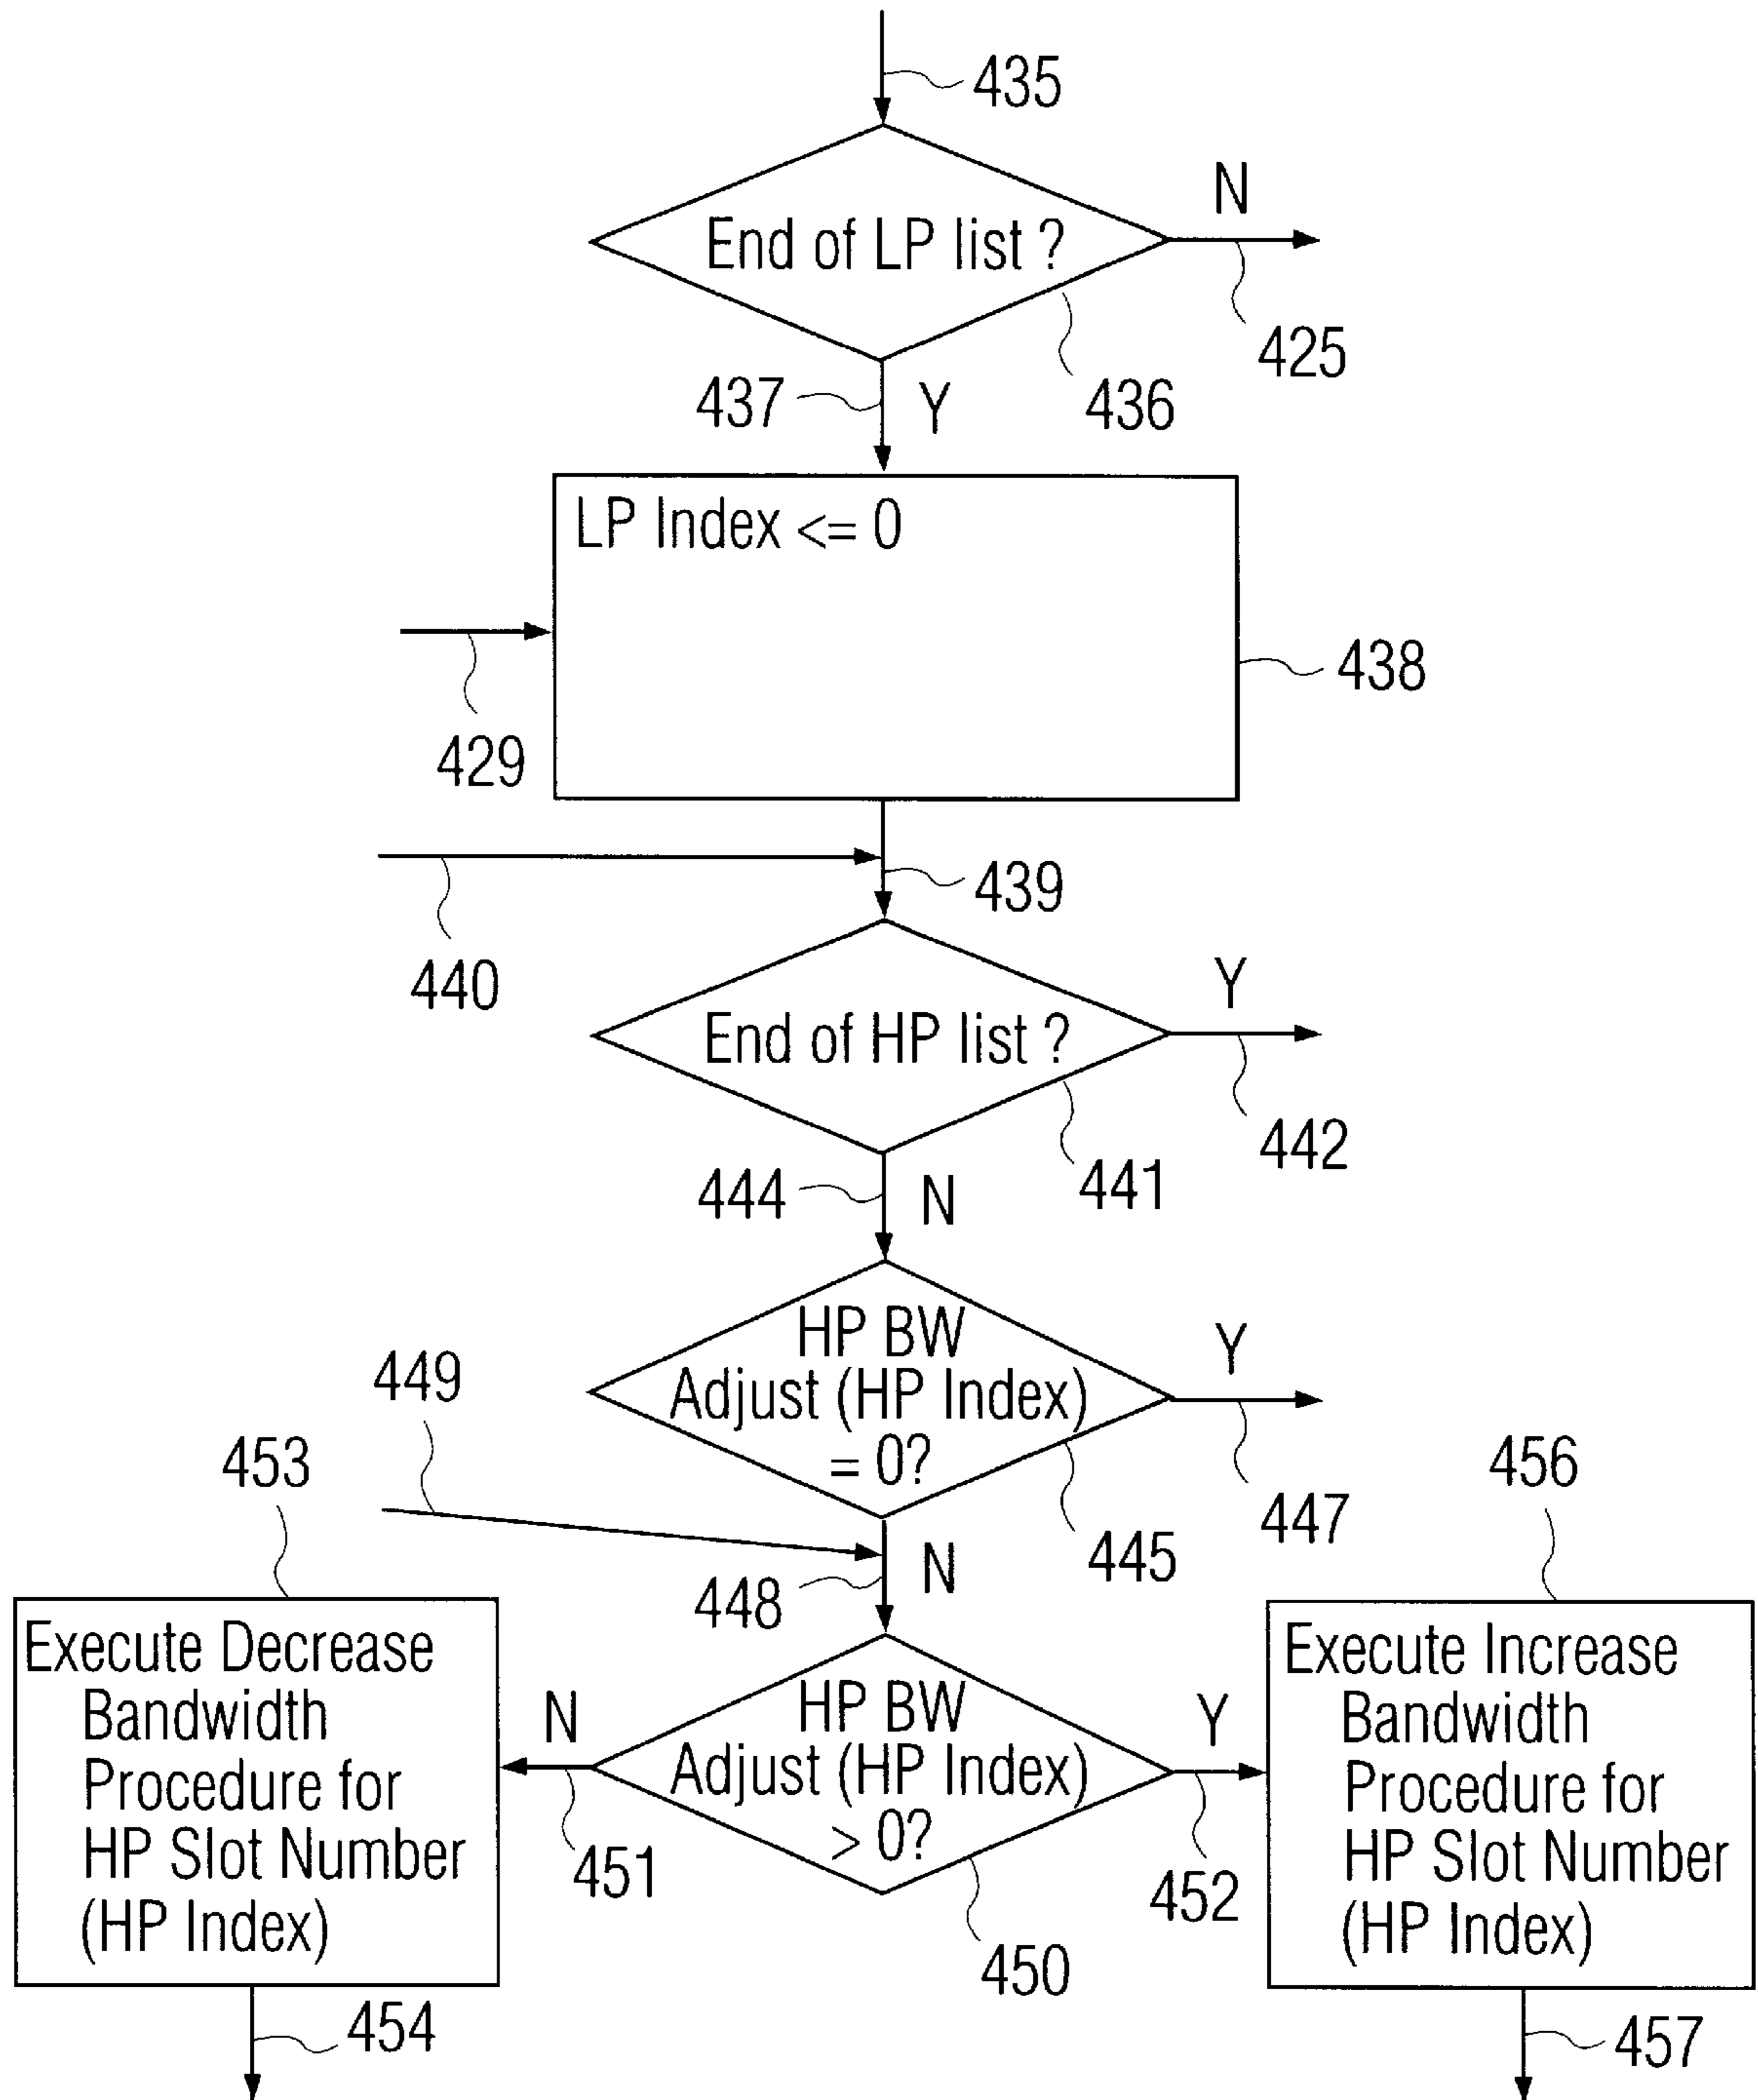 435
End of LP list ?
N
425
436
437
Y
LP Index <= 0
438
429
440
439
End of HP list ?
Y
442
441
444
N
HP BW
Adjust (HP Index)
= 0?
Y
447
445
449
448
N
453
Execute Decrease
Bandwidth
Procedure for
HP Slot Number
(HP Index)
454
N
451
HP BW
Adjust (HP Index)
> 0?
450
Y
452
456
Execute Increase
Bandwidth
Procedure for
HP Slot Number
(HP Index)
457